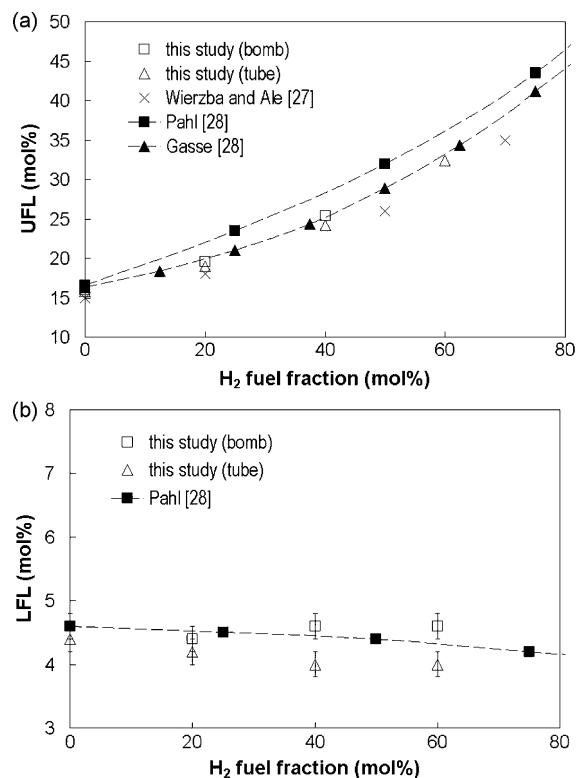 (a)
50
45
40
35
30
25
20
15
10
UFL (mol%)
this study (bomb)
this study (tube)
Wierzba and Ale [27]
Pahl [28]
Gasse [28]
0 20 40 60 80
H₂ fuel fraction (mol%)
(b)
8
7
6
5
4
3
LFL (mol%)
this study (bomb)
this study (tube)
Pahl [28]
0 20 40 60 80
H₂ fuel fraction (mol%)